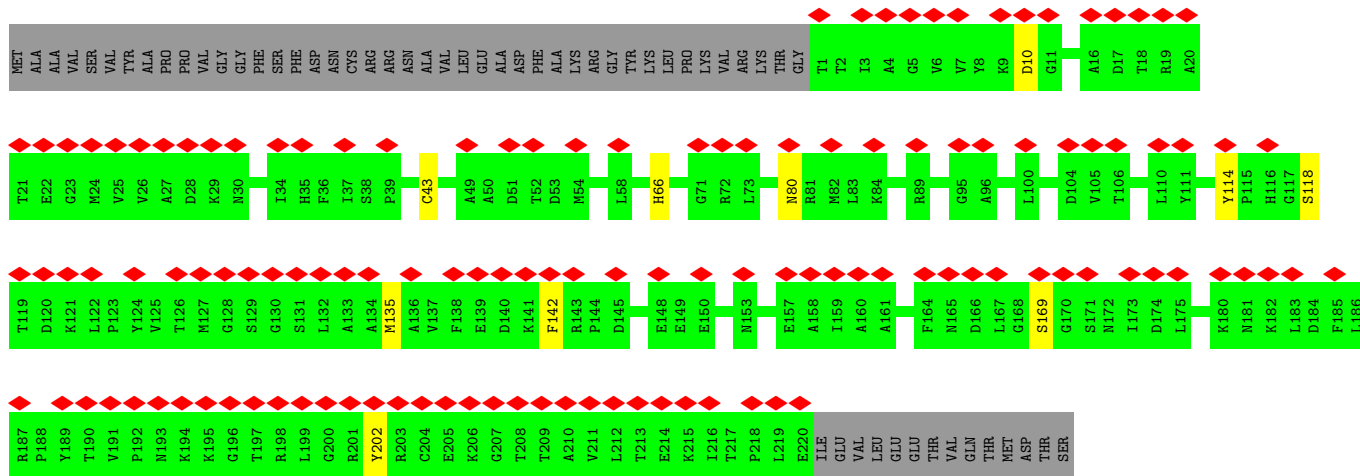 MET ALA ALA VAL SER VAL TYR ALA PRO PRO VAL GLY GLY PHE SER PHE ASP ASN CYS ARG ARG ASN ALA VAL LEU GLU ALA ASP PHE ALA LYS ARG GLY TYR LYS LEU PRO LYS VAL ARG LYS THR GLY T1 T2 I3 A4 G5 V6 V7 Y8 K9 D10 G11 A16 D17 T18 R19 A20
T21 E22 G23 M24 V25 V26 A27 D28 K29 N30 I34 H35 F36 I37 S38 P39 C43 A49 A50 D51 T52 D53 M54 L58 H66 G71 R72 L73 N80 R81 M82 L83 K84 R89 G95 A96 L100 D104 V105 T106 L110 Y111 Y114 P115 H116 G117 S118
T119 D120 K121 L122 P123 Y124 V125 T126 M127 G128 S129 G130 S131 L132 A133 A134 M135 A136 V137 F138 E139 D140 K141 F142 R143 P144 D145 E148 E149 E150 N153 E157 A158 I159 A160 A161 F164 N165 D166 L167 G168 S169 G170 S171 N172 I173 D174 L175 K180 N181 K182 L183 D184 F185 L186
R187 P188 Y189 T190 V191 P192 N193 K194 K195 G196 T197 R198 L199 G200 R201 Y202 R203 C204 E205 K206 G207 T208 T209 A210 V211 L212 T213 E214 K215 I216 T217 P218 L219 E220 ILE GLU VAL LEU GLU GLU THR VAL GLN THR MET ASP THR SER